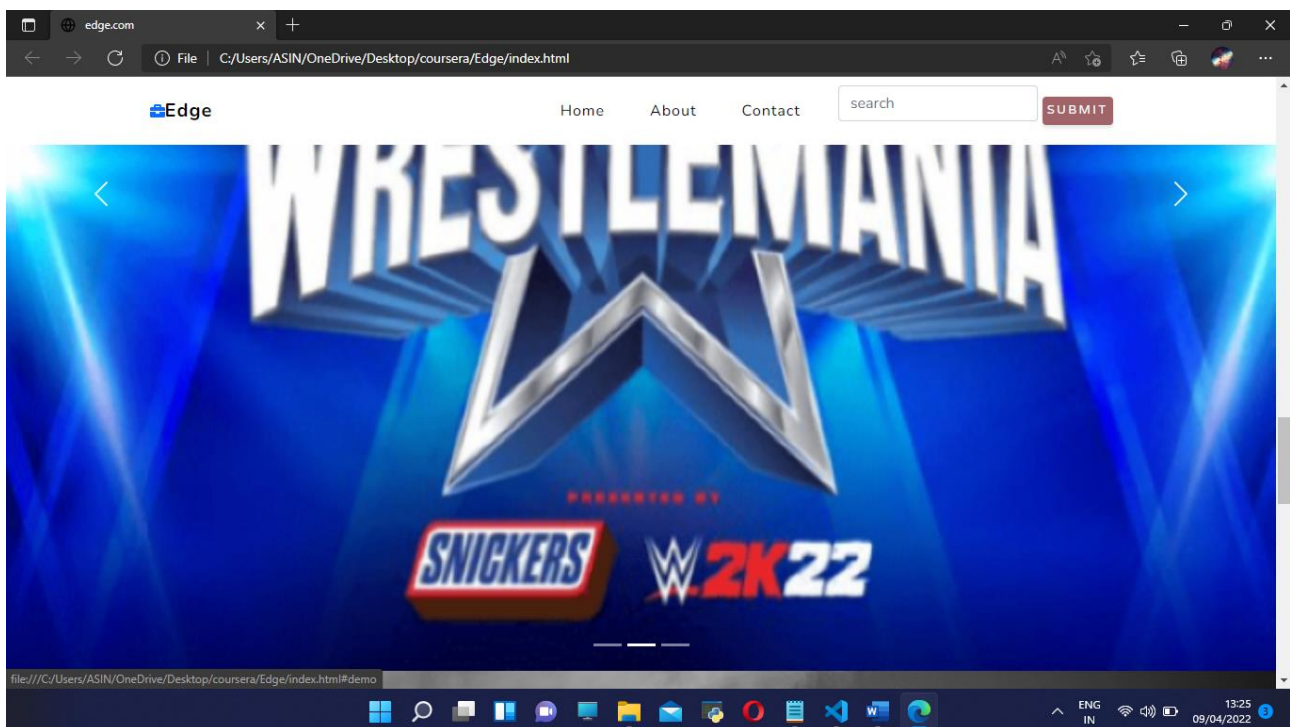 edge.com
File | C:/Users/ASIN/OneDrive/Desktop/coursera/Edge/index.html
Edge Home About Contact search SUBMIT
WRESTLEMANIA
PRESENTED BY
SNICKERS W 2K22
file:///C:/Users/ASIN/OneDrive/Desktop/coursera/Edge/index.html#demo
ENG 13:25
IN 09/04/2022 3